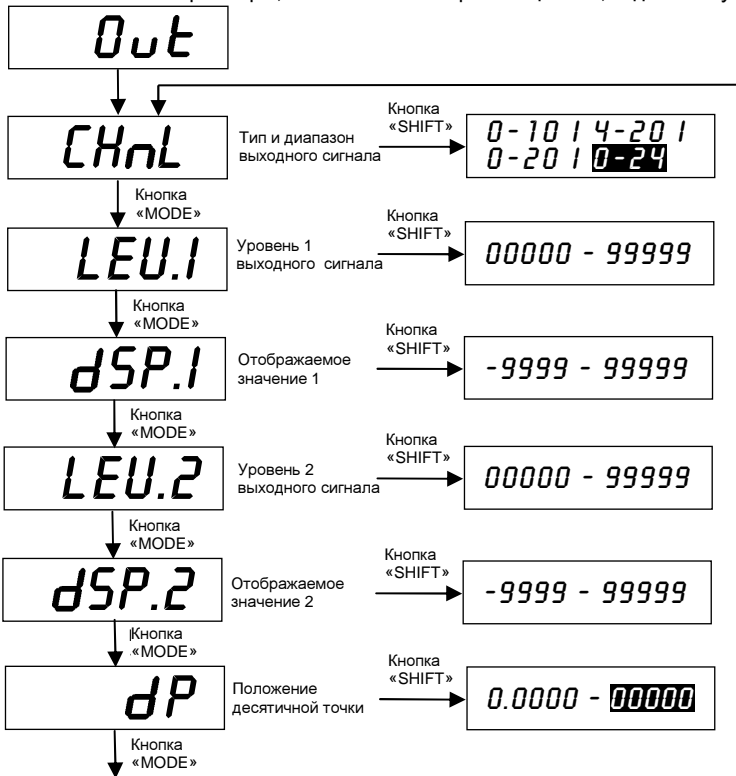 Out
CHnL
Тип и диапазон
выходного сигнала
Кнопка
«SHIFT»
0-10 1 4-20 1
0-20 1 0-24
Кнопка
«MODE»
LEU.1
Уровень 1
выходного сигнала
Кнопка
«SHIFT»
00000 - 99999
Кнопка
«MODE»
dSP.1
Отображаемое
значение 1
Кнопка
«SHIFT»
-9999 - 99999
Кнопка
«MODE»
LEU.2
Уровень 2
выходного сигнала
Кнопка
«SHIFT»
00000 - 99999
Кнопка
«MODE»
dSP.2
Отображаемое
значение 2
Кнопка
«SHIFT»
-9999 - 99999
Кнопка
«MODE»
dP
Положение
десятичной точки
Кнопка
«SHIFT»
0.0000 - 00000
Кнопка
«MODE»